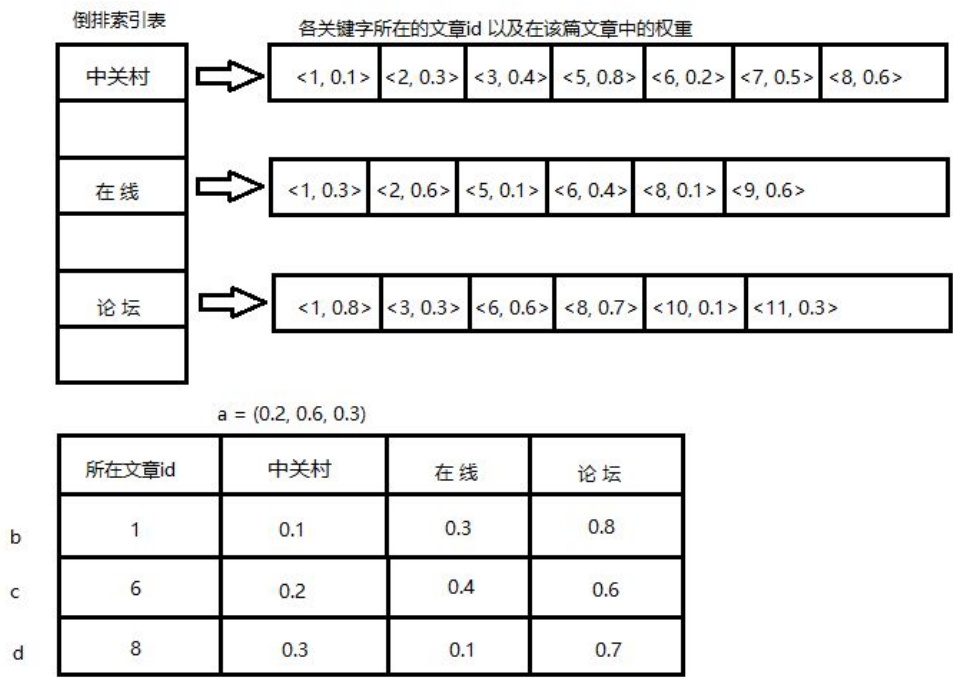 倒排索引表
各关键字所在的文章id 以及在该篇文章中的权重
中关村 <1, 0.1> <2, 0.3> <3, 0.4> <5, 0.8> <6, 0.2> <7, 0.5> <8, 0.6>
在 线 <1, 0.3> <2, 0.6> <5, 0.1> <6, 0.4> <8, 0.1> <9, 0.6>
论 坛 <1, 0.8> <3, 0.3> <6, 0.6> <8, 0.7> <10, 0.1> <11, 0.3>
a = (0.2, 0.6, 0.3)
所在文章id 中关村 在 线 论 坛
b 1 0.1 0.3 0.8
c 6 0.2 0.4 0.6
d 8 0.3 0.1 0.7